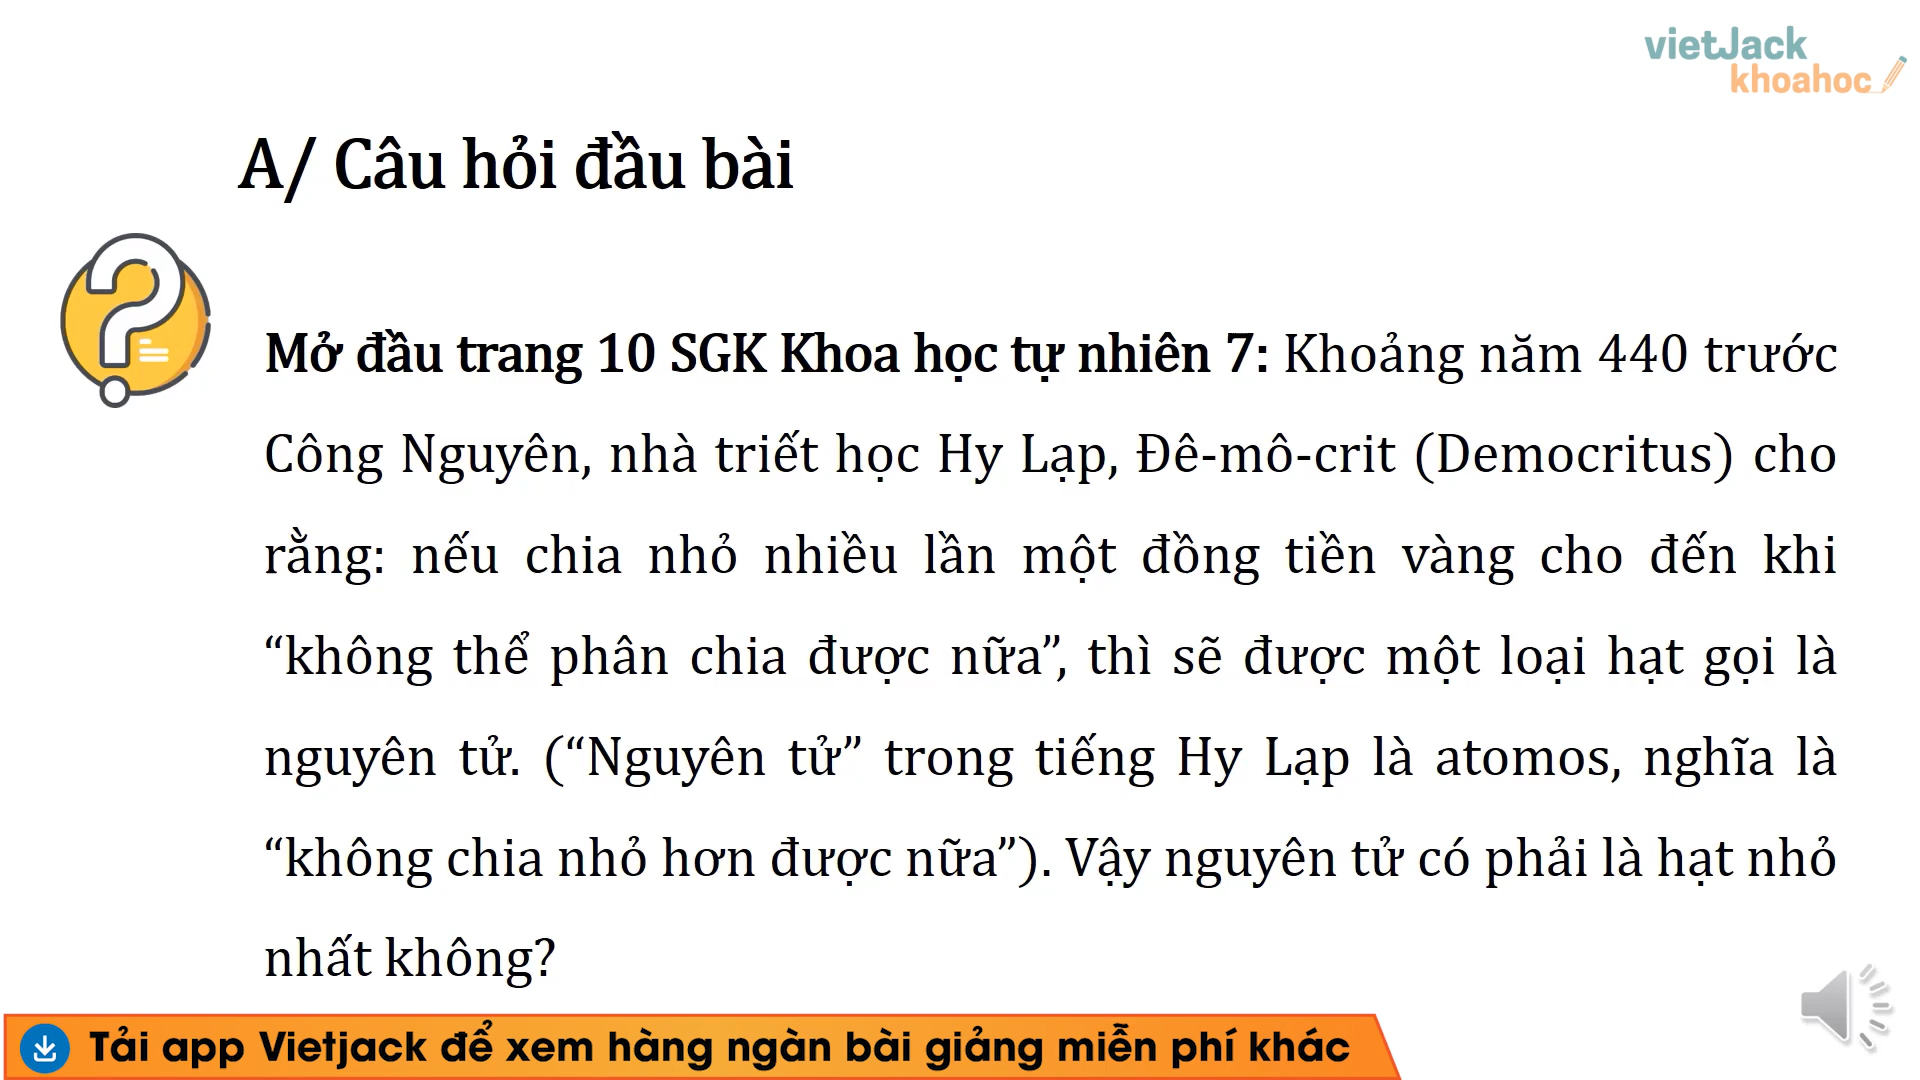 vietJack
khoahoc
A/ Câu hỏi đầu bài
Mở đầu trang 10 SGK Khoa học tự nhiên 7: Khoảng năm 440 trước
Công Nguyên, nhà triết học Hy Lạp, Đê-mô-crit (Democritus) cho
rằng: nếu chia nhỏ nhiều lần một đồng tiền vàng cho đến khi
“không thể phân chia được nữa”, thì sẽ được một loại hạt gọi là
nguyên tử. (“Nguyên tử” trong tiếng Hy Lạp là atomos, nghĩa là
“không chia nhỏ hơn được nữa”). Vậy nguyên tử có phải là hạt nhỏ
nhất không?
Tải app Vietjack để xem hàng ngàn bài giảng miễn phí khác